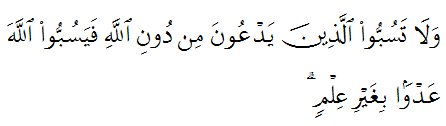 وَلَا تَسُبُّوا۟ ٱلَّذِينَ يَدْعُونَ مِن دُونِ ٱللَّهِ فَيَسُبُّوا۟ ٱللَّهَ
عَدْوًۢا بِغَيْرِ عِلْمٍۢ ۗ